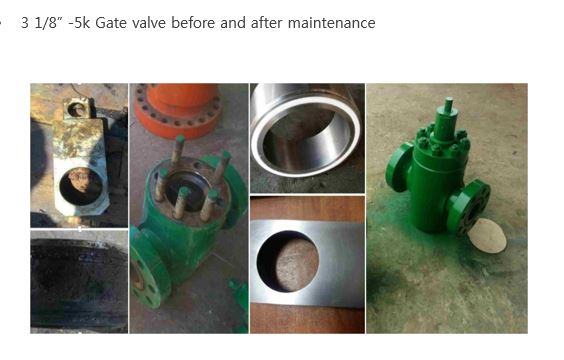 • 3 1/8” -5k Gate valve before and after maintenance